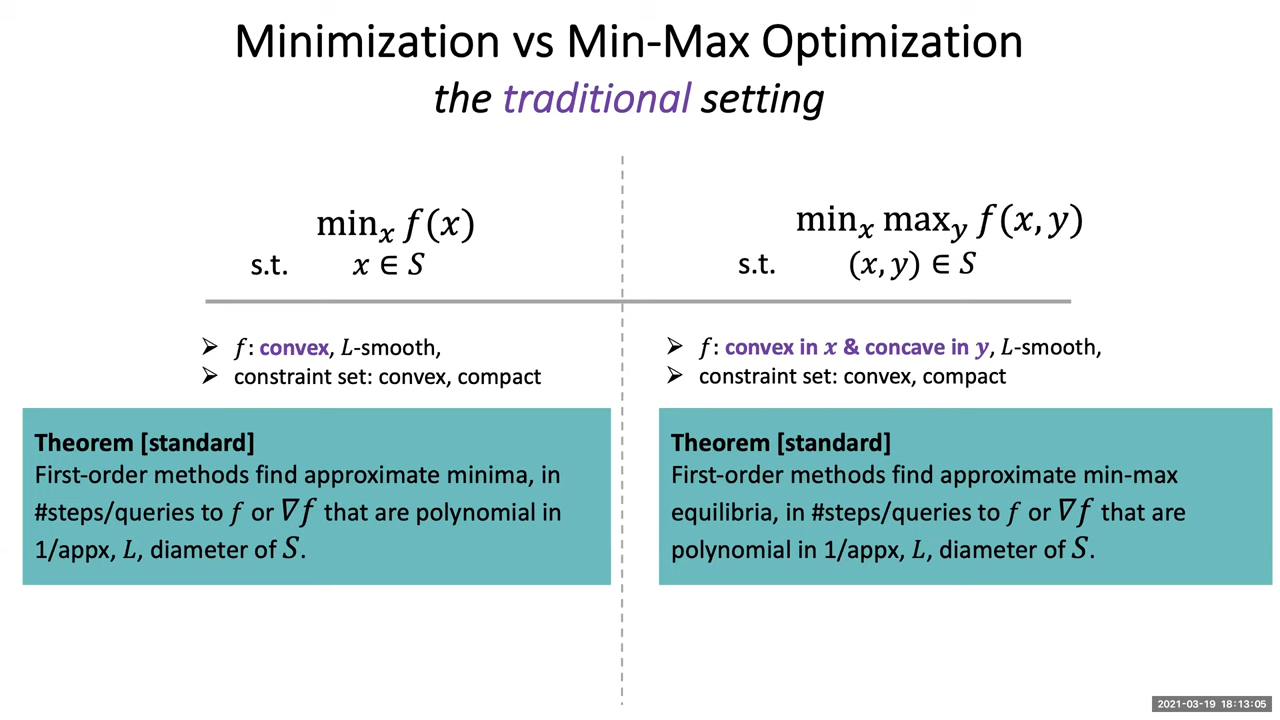 Minimization vs Min-Max Optimization
the traditional setting
minₓ f(x)
s.t. x ∈ S
➢ f: convex, L-smooth,
➢ constraint set: convex, compact
Theorem [standard]
First-order methods find approximate minima, in
#steps/queries to f or ∇f that are polynomial in
1/appx, L, diameter of S.
minₓ max_y f(x, y)
s.t. (x, y) ∈ S
➢ f: convex in x & concave in y, L-smooth,
➢ constraint set: convex, compact
Theorem [standard]
First-order methods find approximate min-max
equilibria, in #steps/queries to f or ∇f that are
polynomial in 1/appx, L, diameter of S.
2021-03-19 18:13:05